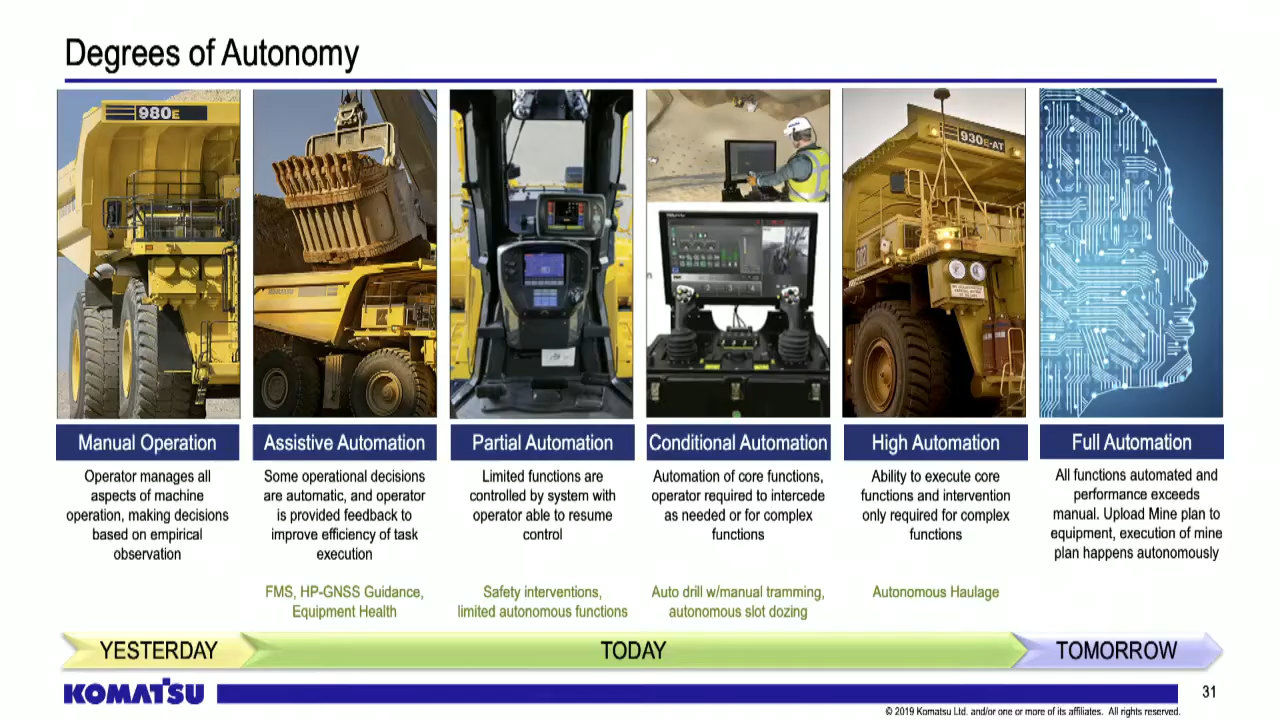 Degrees of Autonomy
980E
930E-AT
KOMATSU
Manual Operation
Operator manages all
aspects of machine
operation, making decisions
based on empirical
observation
Assistive Automation
Some operational decisions
are automatic, and operator
is provided feedback to
improve efficiency of task
execution
FMS, HP-GNSS Guidance,
Equipment Health
Partial Automation
Limited functions are
controlled by system with
operator able to resume
control
Safety interventions,
limited autonomous functions
Conditional Automation
Automation of core functions,
operator required to intercede
as needed or for complex
functions
Auto drill w/manual tramming,
autonomous slot dozing
High Automation
Ability to execute core
functions and intervention
only required for complex
functions
Autonomous Haulage
Full Automation
All functions automated and
performance exceeds
manual. Upload Mine plan to
equipment, execution of mine
plan happens autonomously
YESTERDAY
TODAY
TOMORROW
KOMATSU
31
© 2019 Komatsu Ltd. and/or one or more of its affiliates. All rights reserved.